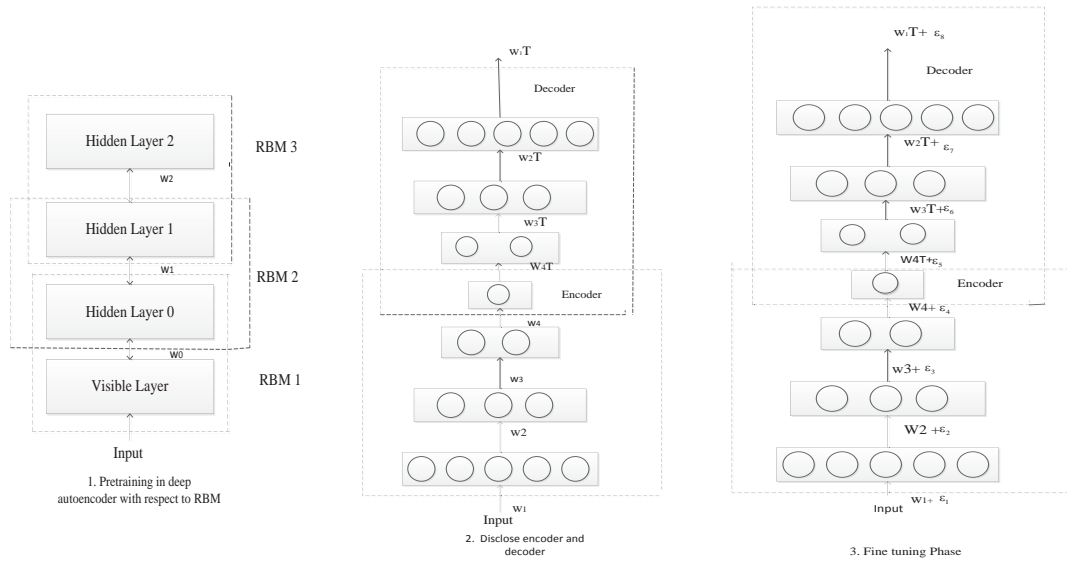 Hidden Layer 2
RBM 3
W2
Hidden Layer 1
W1
RBM 2
Hidden Layer 0
W0
Visible Layer
RBM 1
Input
1. Pretraining in deep
autoencoder with respect to RBM
w₁T
Decoder
w2T
w3T
W4T
Encoder
W4
w3
w2
w1
Input
2. Disclose encoder and
decoder
w₁T+ ε₈
Decoder
w2T+ ε₇
w3T+ε₆
W4T+ε₅
Encoder
W4+ ε₄
w3+ ε₃
W2 +ε₂
w1+ ε₁
Input
3. Fine tuning Phase